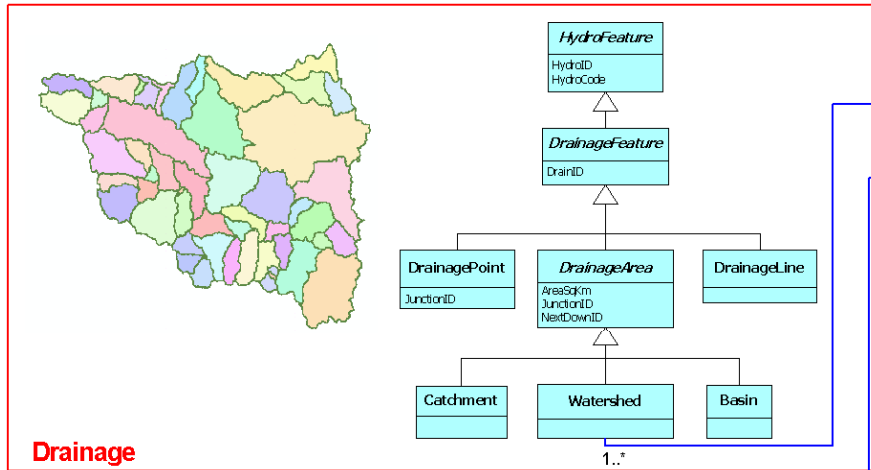 HydroFeature
HydroID
HydroCode
DrainageFeature
DrainID
DrainagePoint
JunctionID
DrainageArea
AreaSqKm
JunctionID
NextDownID
DrainageLine
Catchment
Watershed
Basin
1..*
Drainage